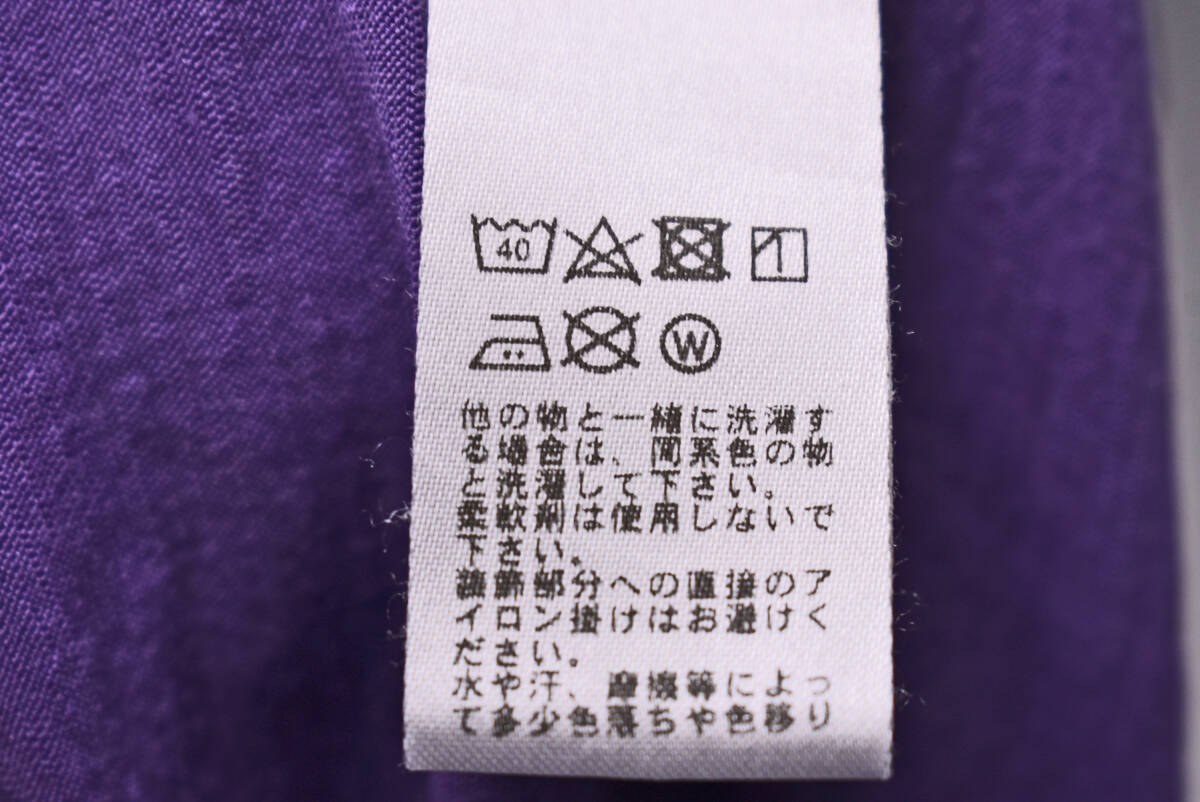 40
W
他の物と一緒に洗濯す
る場合は、同系色の物
と洗濯して下さい。
柔軟剤は使用しないで
下さい。
装飾部分への直接のア
イロン掛けはお避けく
ださい。
水や汗、摩擦等によっ
て多少色落ちや色移り